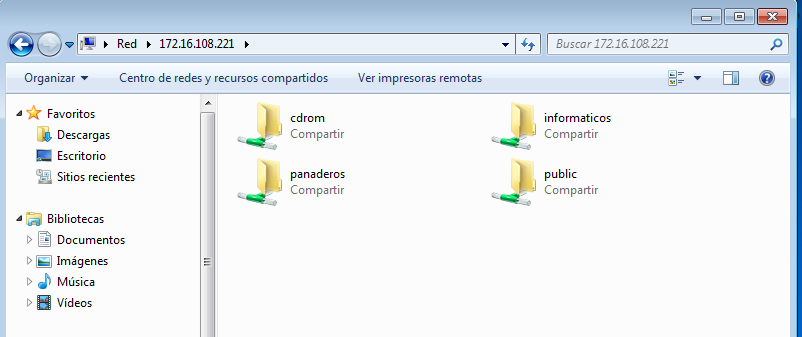 Red 172.16.108.221 Buscar 172.16.108.221
Organizar Centro de redes y recursos compartidos Ver impresoras remotas
Favoritos
Descargas
Escritorio
Sitios recientes
Bibliotecas
Documentos
Imágenes
Música
Vídeos
cdrom
Compartir
informaticos
Compartir
panaderos
Compartir
public
Compartir